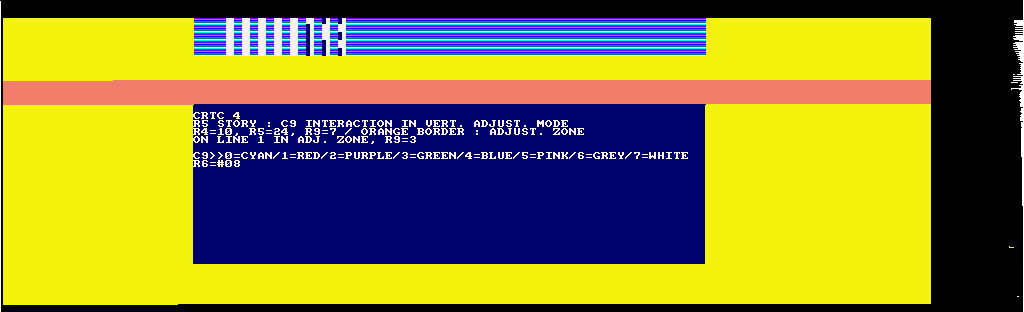 CRTC 4
R5 STORY : C9 INTERACTION IN VERT. ADJUST. MODE
R4=10, R5=24, R9=7 / ORANGE BORDER : ADJUST. ZONE
ON LINE 1 IN ADJ. ZONE, R9=3
C9>>0=CYAN/1=RED/2=PURPLE/3=GREEN/4=BLUE/5=PINK/6=GREY/7=WHITE
R6=#08